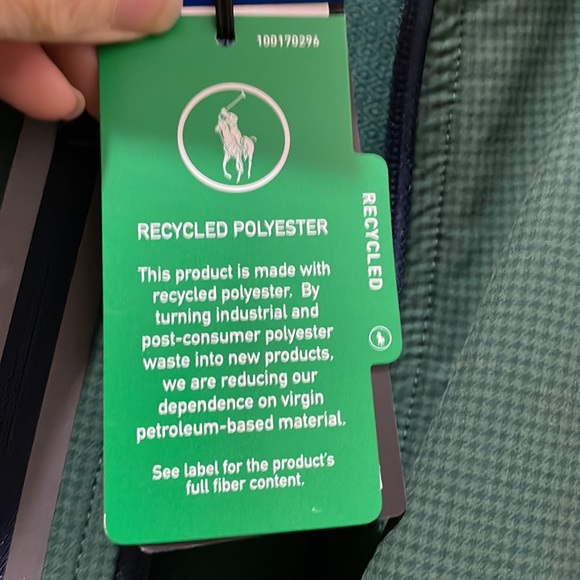 100170296
RECYCLED POLYESTER
This product is made with
recycled polyester. By
turning industrial and
post-consumer polyester
waste into new products,
we are reducing our
dependence on virgin
petroleum-based material.
See label for the product's
full fiber content.
RECYCLED